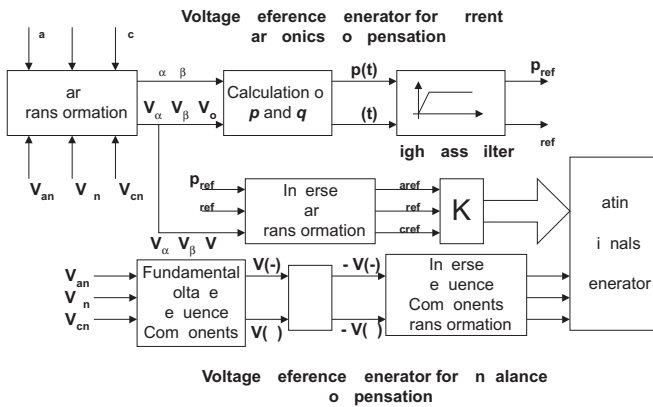 Voltage eference enerator for rrent
ar onics o pensation
a c
α β p(t) p ref
ar
rans ormation
V α V β V o
Calculation o
p and q
(t)
igh ass ilter
ref
V an V n V cn
p ref
ref
V α V β V
In erse
ar
rans ormation
aref
ref
cref
K
atin
i nals
enerator
V an
V n
V cn
Fundamental
olta e
e uence
Com onents
V(-)
V( )
- V(-)
- V( )
In erse
e uence
Com onents
rans ormation
Voltage eference enerator for n alance
o pensation